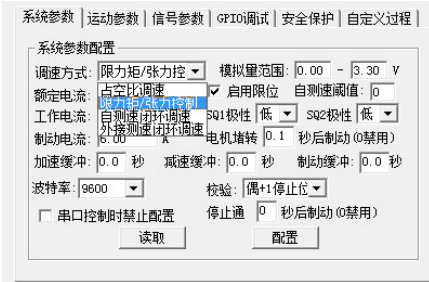 系统参数 运动参数 信号参数 GPIO调试 安全保护 自定义过程
系统参数配置
调速方式: 限力矩/张力控 模拟量范围: 0.00 - 3.30 V
额定电流: 占空比调速 启用限位 自测速阈值: 0
限力矩/张力控制
工作电流: 自测速闭环调速 SQ1极性 低 SQ2极性 低
外接测速闭环调速
制动电流: 6.00 A 电机堵转 0.1 秒后制动(0禁用)
加速缓冲: 0.0 秒 减速缓冲: 0.0 秒 制动缓冲: 0.0 秒
波特率: 9600 校验: 偶+1停止位
串口控制时禁止配置 停止通 0 秒后制动(0禁用)
读取 配置